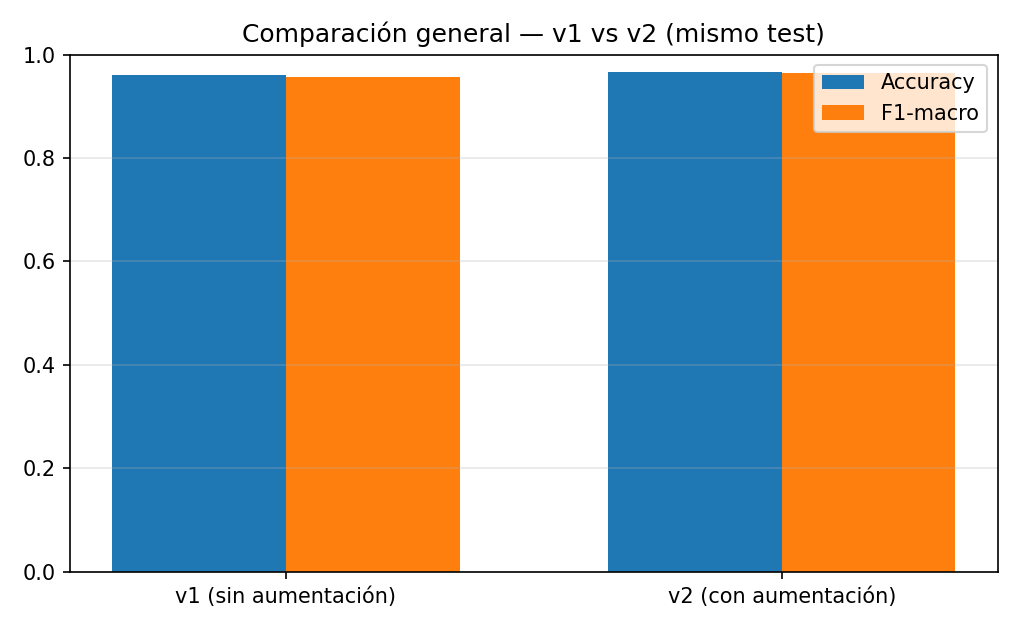 Comparación general — v1 vs v2 (mismo test)
1.0
0.8
0.6
0.4
0.2
0.0
Accuracy
F1-macro
v1 (sin aumentación)
v2 (con aumentación)